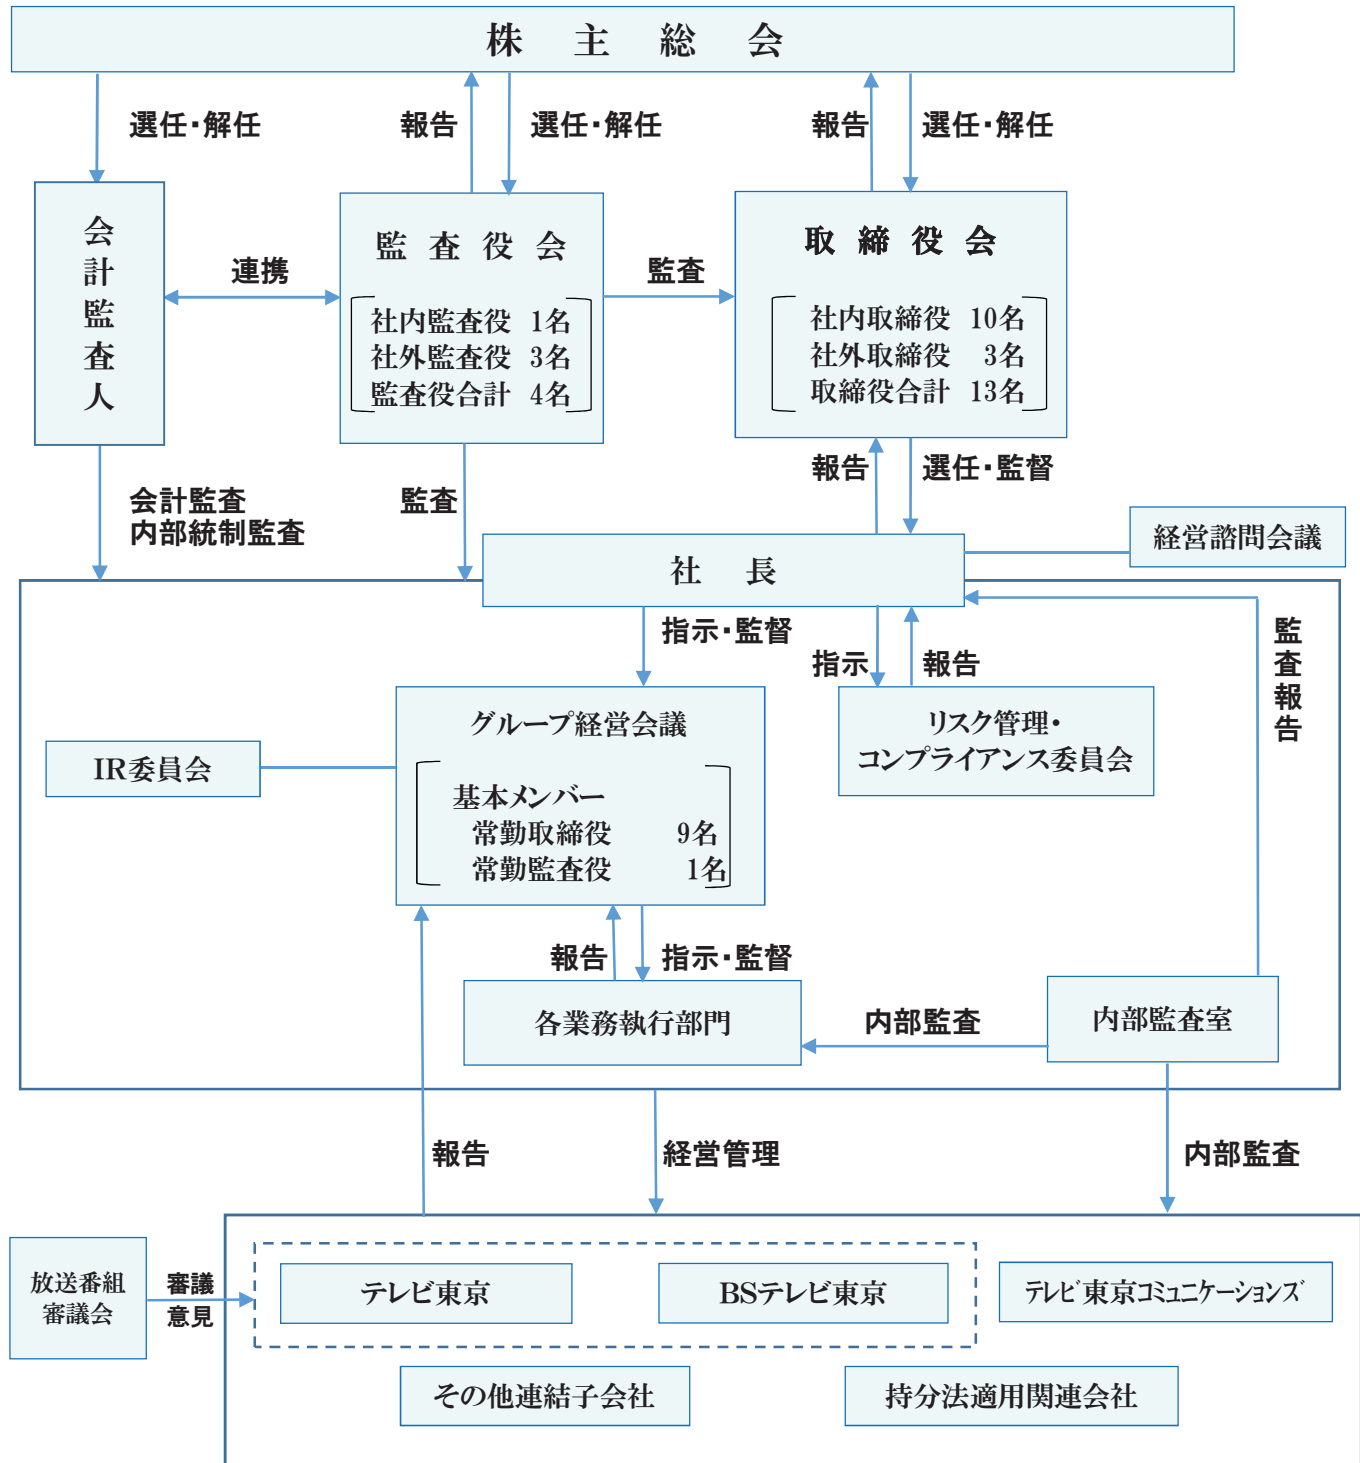 株主総会
選任・解任
報告
選任・解任
報告
選任・解任
会計監査人
連携
監査役会
社内監査役 1名
社外監査役 3名
監査役合計 4名
監査
取締役会
社内取締役 10名
社外取締役 3名
取締役合計 13名
会計監査
内部統制監査
監査
報告
選任・監督
社長
経営諮問会議
指示・監督
指示
報告
監査報告
グループ経営会議
基本メンバー
常勤取締役 9名
常勤監査役 1名
IR委員会
リスク管理・
コンプライアンス委員会
報告
指示・監督
各業務執行部門
内部監査
内部監査室
報告
経営管理
内部監査
放送番組
審議会
審議
意見
テレビ東京
BSテレビ東京
テレビ東京コミュニケーションズ
その他連結子会社
持分法適用関連会社